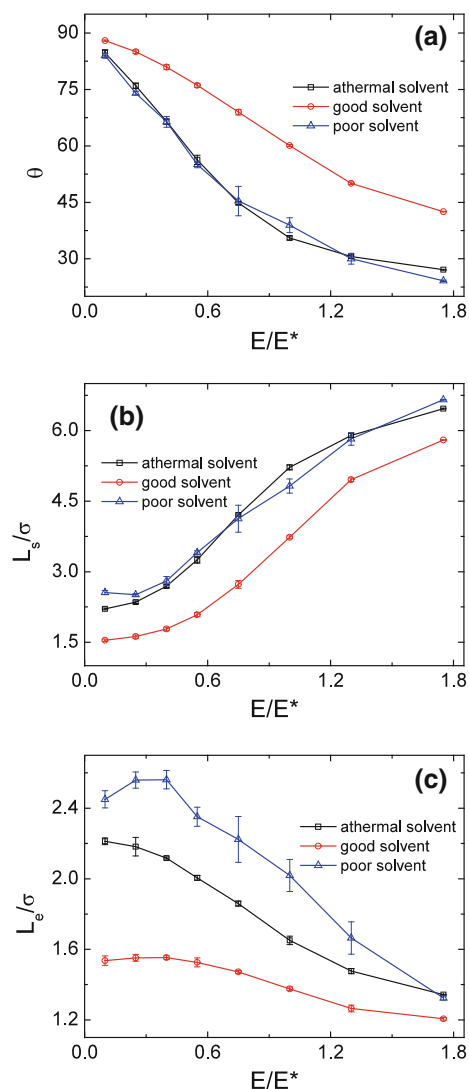 (a)
90
75
60
45
30
θ
athermal solvent
good solvent
poor solvent
0.0 0.6 1.2 1.8
E/E*
(b)
6.0
4.5
3.0
1.5
Ls/σ
athermal solvent
good solvent
poor solvent
0.0 0.6 1.2 1.8
E/E*
(c)
2.4
2.0
1.6
1.2
Le/σ
athermal solvent
good solvent
poor solvent
0.0 0.6 1.2 1.8
E/E*